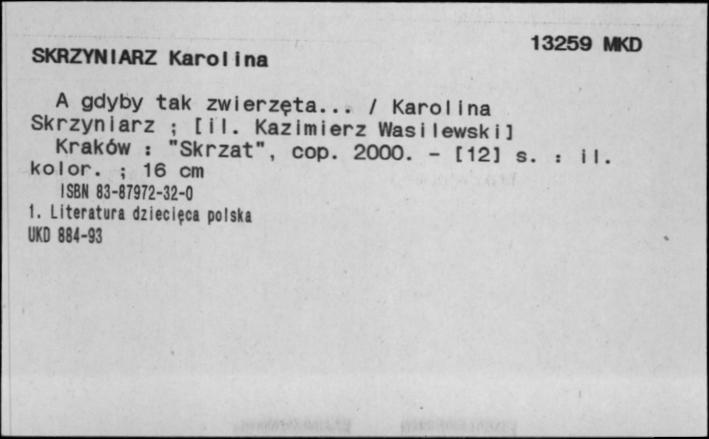 13259 MKD
SKRZYNIARZ Karolina
A gdyby tak zwierzęta... / Karolina
Skrzyniarz ; [il. Kazimierz Wasilewski]
Kraków : "Skrzat", cop. 2000. - [12] s. : il.
kolor. ; 16 cm
ISBN 83-87972-32-0
1. Literatura dziecięca polska
UKD 884-93